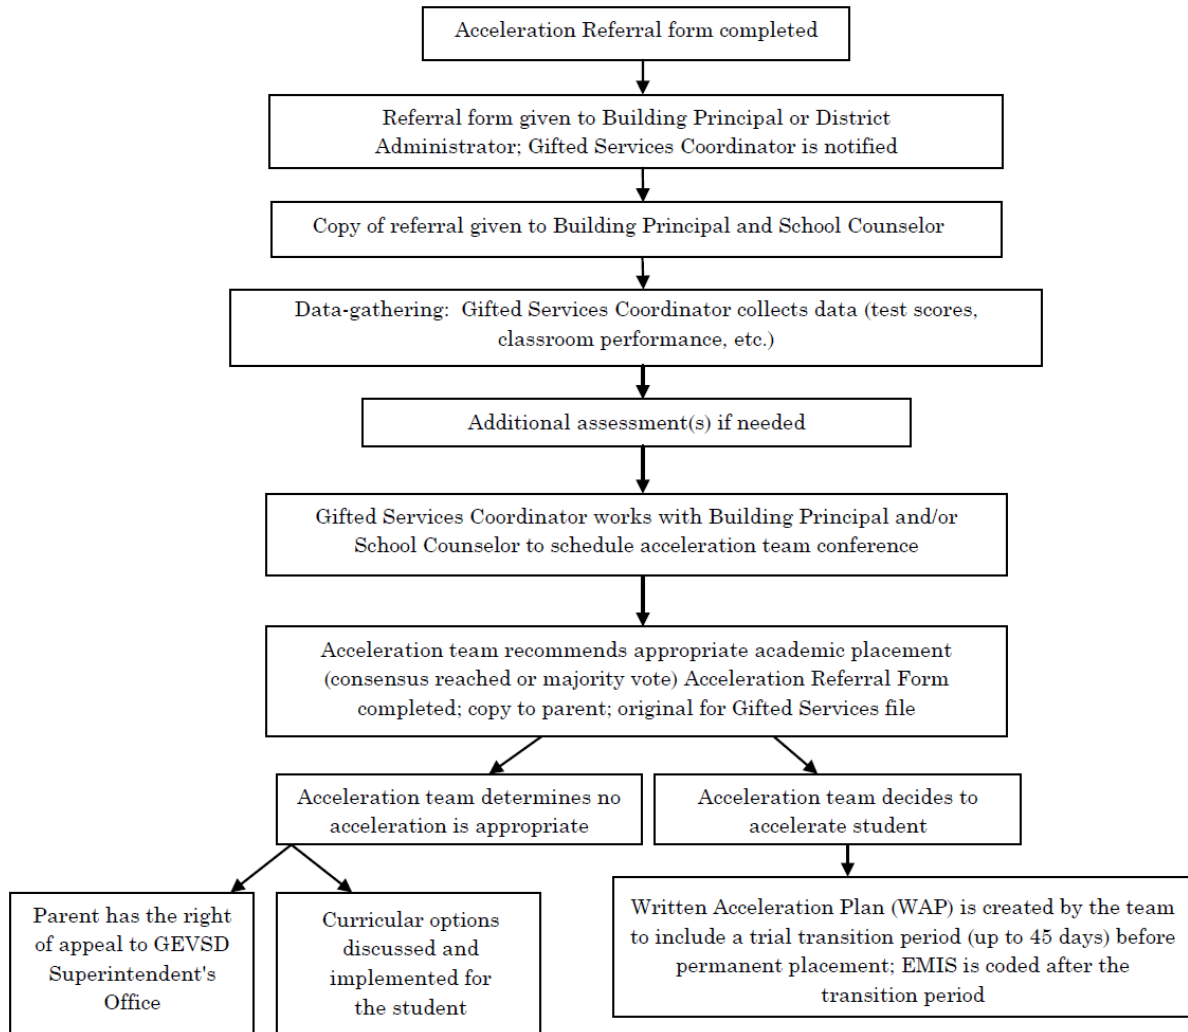 Acceleration Referral form completed
Referral form given to Building Principal or District
Administrator; Gifted Services Coordinator is notified
Copy of referral given to Building Principal and School Counselor
Data-gathering:  Gifted Services Coordinator collects data (test scores,
classroom performance, etc.)
Additional assessment(s) if needed
Gifted Services Coordinator works with Building Principal and/or
School Counselor to schedule acceleration team conference
Acceleration team recommends appropriate academic placement
(consensus reached or majority vote) Acceleration Referral Form
completed; copy to parent; original for Gifted Services file
Acceleration team determines no
acceleration is appropriate
Acceleration team decides to
accelerate student
Parent has the right
of appeal to GEVSD
Superintendent's
Office
Curricular options
discussed and
implemented for
the student
Written Acceleration Plan (WAP) is created by the team
to include a trial transition period (up to 45 days) before
permanent placement; EMIS is coded after the
transition period